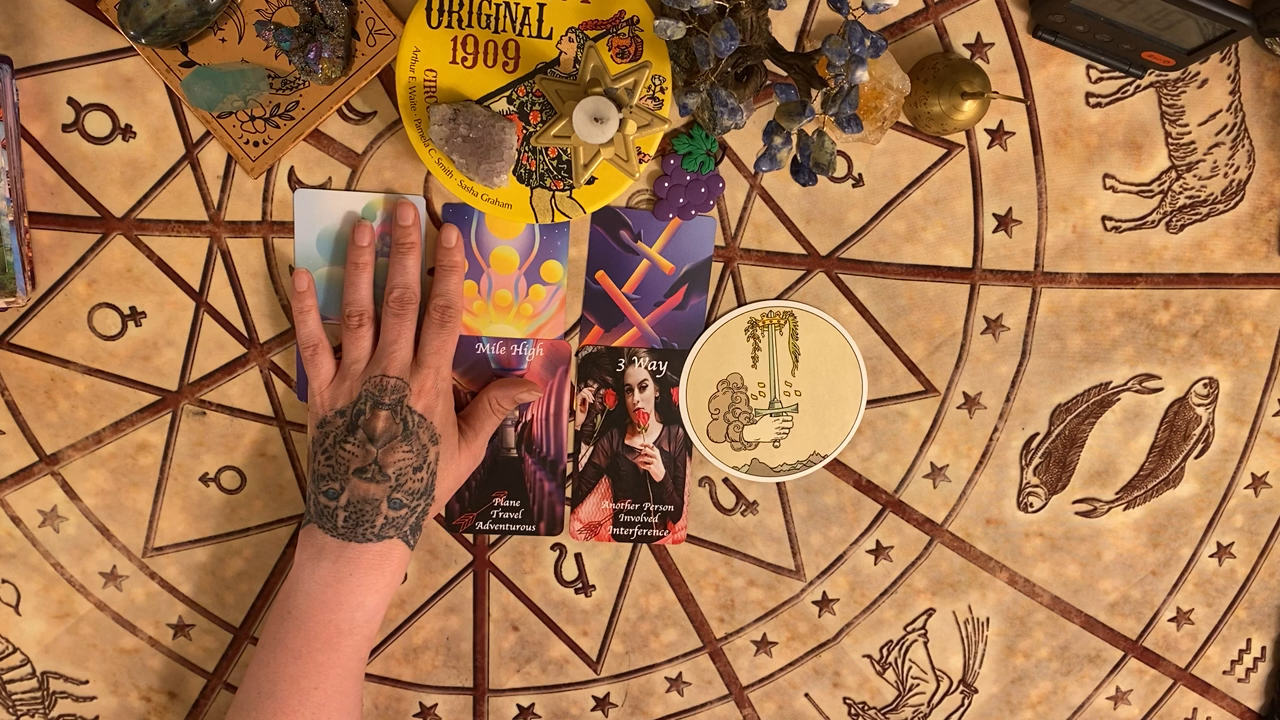 ORIGINAL
1909
CIRC
Arthur E. Waite · Pamela C. Smith · Sasha Graham
Mile High
Plane
Travel
Adventurous
3 Way
Another Person
Involved
Interference